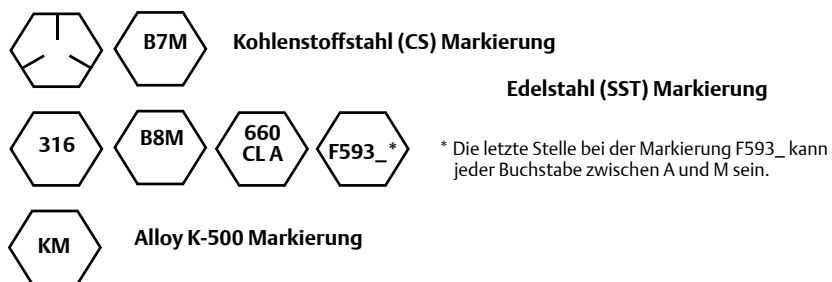 B7M
Kohlenstoffstahl (CS) Markierung
Edelstahl (SST) Markierung
316
B8M
660
CL A
F593_*
* Die letzte Stelle bei der Markierung F593_ kann
jeder Buchstabe zwischen A und M sein.
KM
Alloy K-500 Markierung